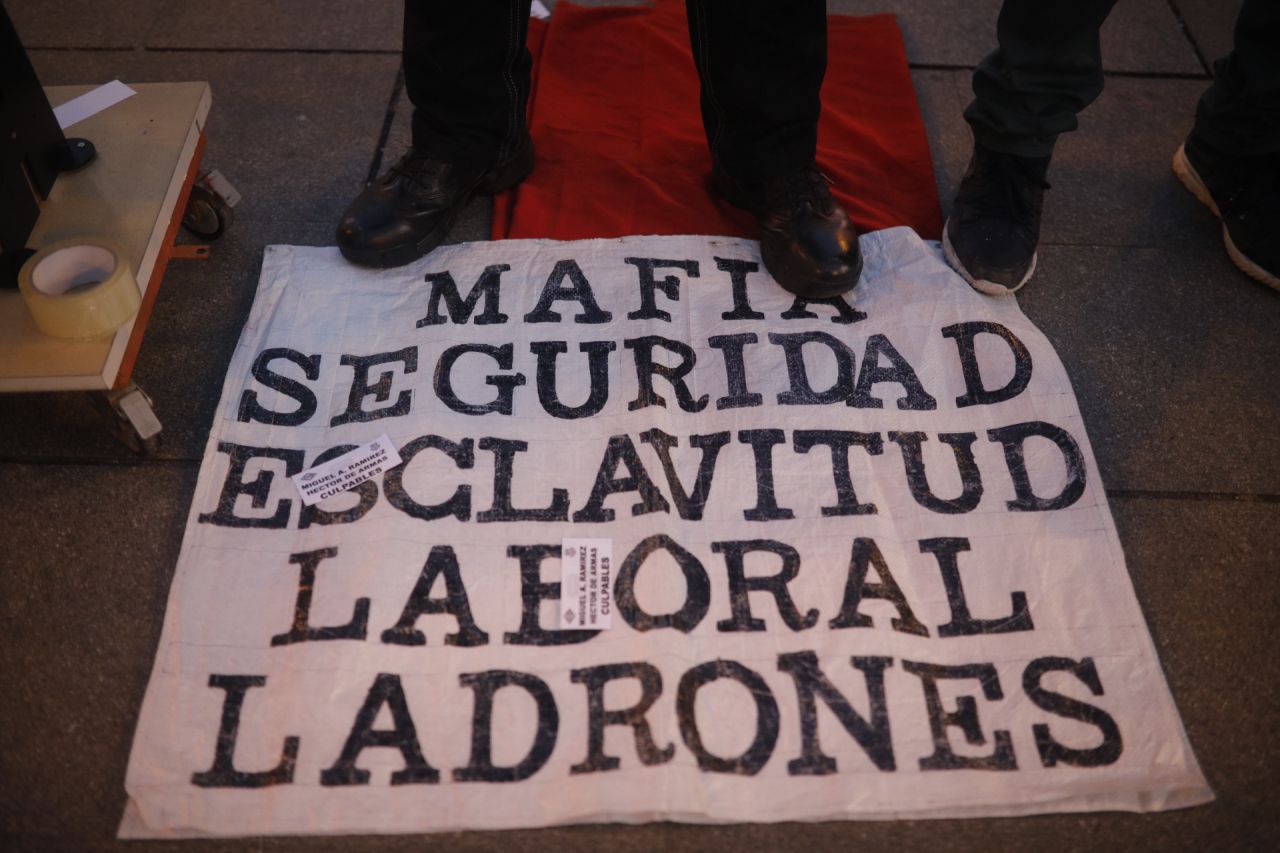 MAFIA
SEGURIDAD
ESCLAVITUD
LABORAL
LADRONES
MIGUEL A. RAMIREZ
HECTOR DE ARMAS
CULPABLES
MIGUEL A. RAMIREZ
HECTOR DE ARMAS
CULPABLES